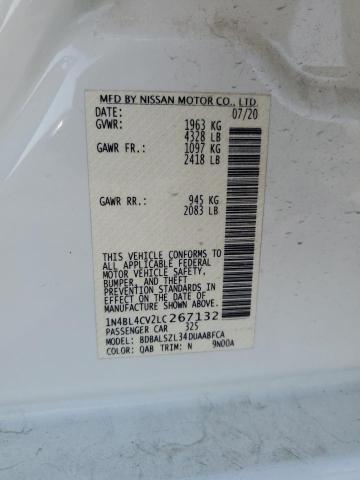 MFD BY NISSAN MOTOR CO., LTD.
DATE: 07/20
GVWR: 1963 KG
4328 LB
GAWR FR.: 1097 KG
2418 LB
GAWR RR.: 945 KG
2083 LB
THIS VEHICLE CONFORMS TO
ALL APPLICABLE FEDERAL
MOTOR VEHICLE SAFETY,
BUMPER, AND THEFT
PREVENTION STANDARDS IN
EFFECT ON THE DATE OF
MANUFACTURE SHOWN ABOVE.
1N4BL4CV2LC267132
PASSENGER CAR 325
MODEL: BDBALSZL34DUAABFCA
COLOR: QAB TRIM: N 9N00A